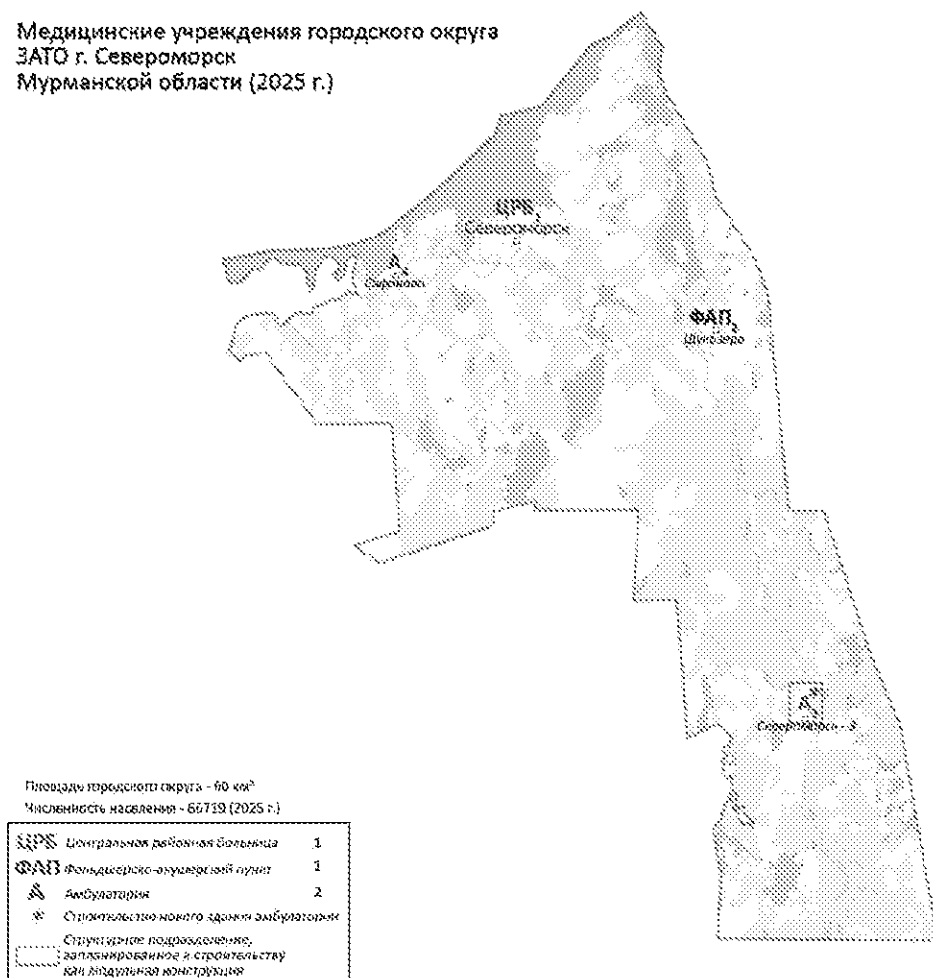 Медицинские учреждения городского округа
ЗАТО г. Североморск
Мурманской области (2025 г.)
ЦРБ
Североморск
А
Сафоново
ФАП
Щукозеро
А*
Североморск - 3
Площадь городского округа - 60 км²
Численность населения - 66719 (2025 г.)
ЦРБ Центральная районная больница 1
ФАП Фельдшерско-акушерский пункт 1
А Амбулатория 2
* Строительство нового здания амбулатории
Структурное подразделение,
запланированное к строительству
как модульная конструкция